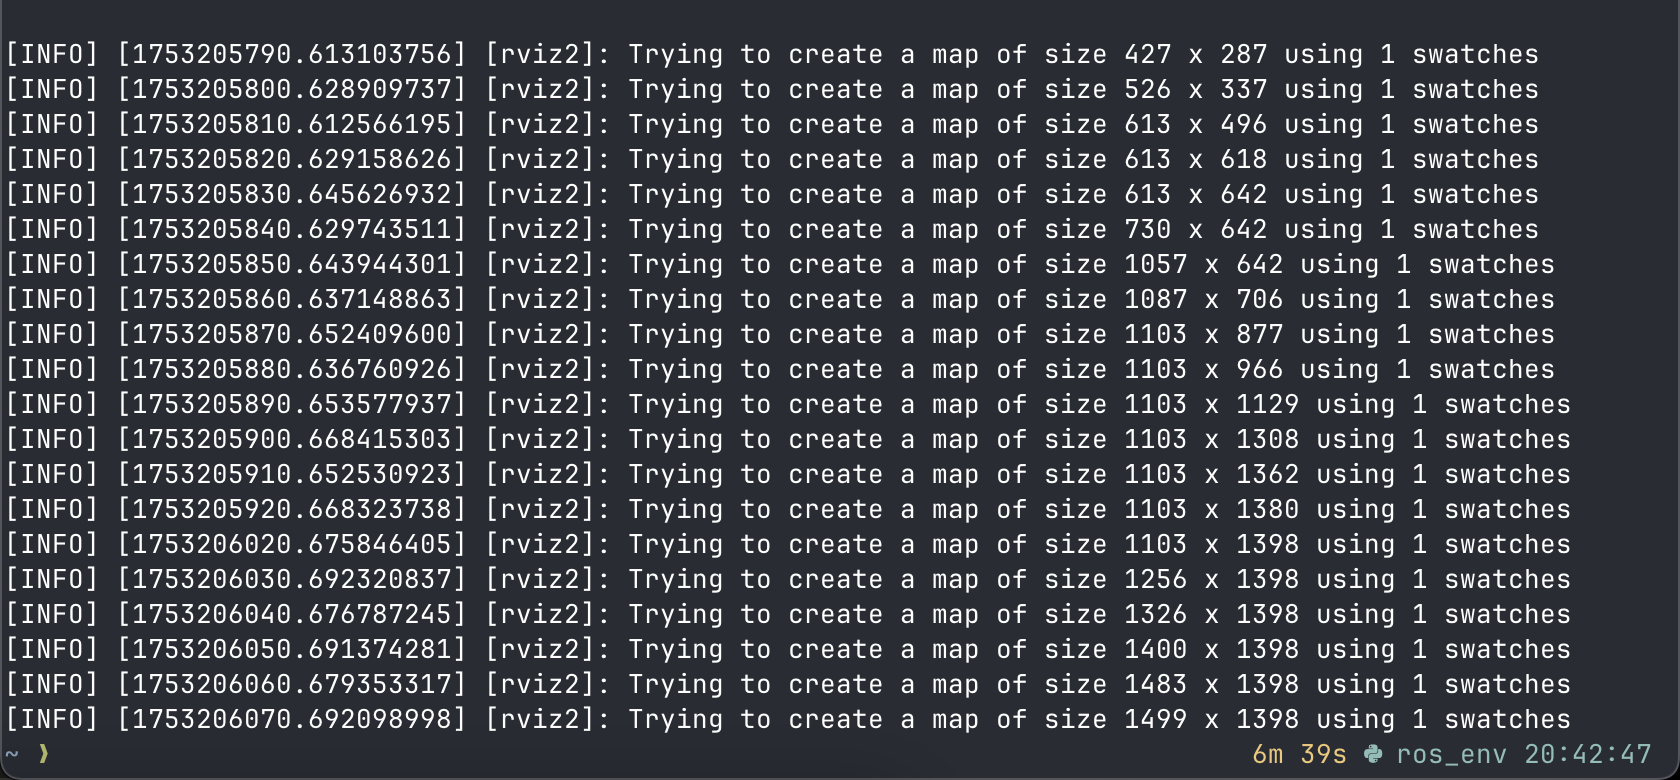 [INFO] [1753205790.613103756] [rviz2]: Trying to create a map of size 427 x 287 using 1 swatches
[INFO] [1753205800.628909737] [rviz2]: Trying to create a map of size 526 x 337 using 1 swatches
[INFO] [1753205810.612566195] [rviz2]: Trying to create a map of size 613 x 496 using 1 swatches
[INFO] [1753205820.629158626] [rviz2]: Trying to create a map of size 613 x 618 using 1 swatches
[INFO] [1753205830.645626932] [rviz2]: Trying to create a map of size 613 x 642 using 1 swatches
[INFO] [1753205840.629743511] [rviz2]: Trying to create a map of size 730 x 642 using 1 swatches
[INFO] [1753205850.643944301] [rviz2]: Trying to create a map of size 1057 x 642 using 1 swatches
[INFO] [1753205860.637148863] [rviz2]: Trying to create a map of size 1087 x 706 using 1 swatches
[INFO] [1753205870.652409600] [rviz2]: Trying to create a map of size 1103 x 877 using 1 swatches
[INFO] [1753205880.636760926] [rviz2]: Trying to create a map of size 1103 x 966 using 1 swatches
[INFO] [1753205890.653577937] [rviz2]: Trying to create a map of size 1103 x 1129 using 1 swatches
[INFO] [1753205900.668415303] [rviz2]: Trying to create a map of size 1103 x 1308 using 1 swatches
[INFO] [1753205910.652530923] [rviz2]: Trying to create a map of size 1103 x 1362 using 1 swatches
[INFO] [1753205920.668323738] [rviz2]: Trying to create a map of size 1103 x 1380 using 1 swatches
[INFO] [1753206020.675846405] [rviz2]: Trying to create a map of size 1103 x 1398 using 1 swatches
[INFO] [1753206030.692320837] [rviz2]: Trying to create a map of size 1256 x 1398 using 1 swatches
[INFO] [1753206040.676787245] [rviz2]: Trying to create a map of size 1326 x 1398 using 1 swatches
[INFO] [1753206050.691374281] [rviz2]: Trying to create a map of size 1400 x 1398 using 1 swatches
[INFO] [1753206060.679353317] [rviz2]: Trying to create a map of size 1483 x 1398 using 1 swatches
[INFO] [1753206070.692098998] [rviz2]: Trying to create a map of size 1499 x 1398 using 1 swatches
~ ❯ 6m 39s ros_env 20:42:47